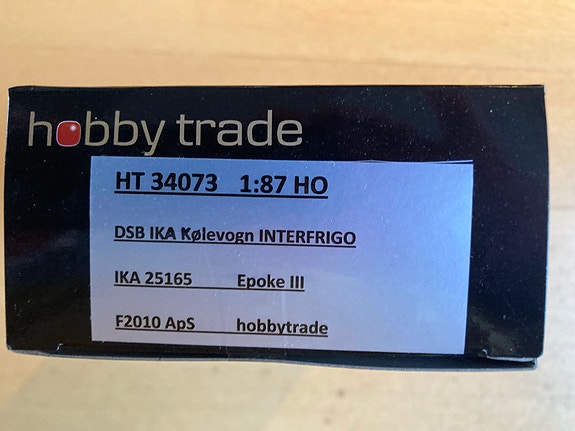 hobby trade
HT 34073 1:87 HO
DSB IKA Kølevogn INTERFRIGO
IKA 25165 Epoke III
F2010 ApS hobbytrade